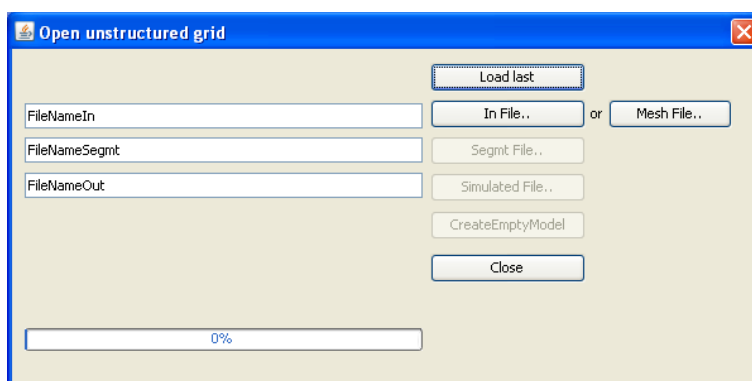 Open unstructured grid
Load last
FileNameIn
In File..
or
Mesh File..
FileNameSegmt
Segmt File..
FileNameOut
Simulated File..
CreateEmptyModel
Close
0%